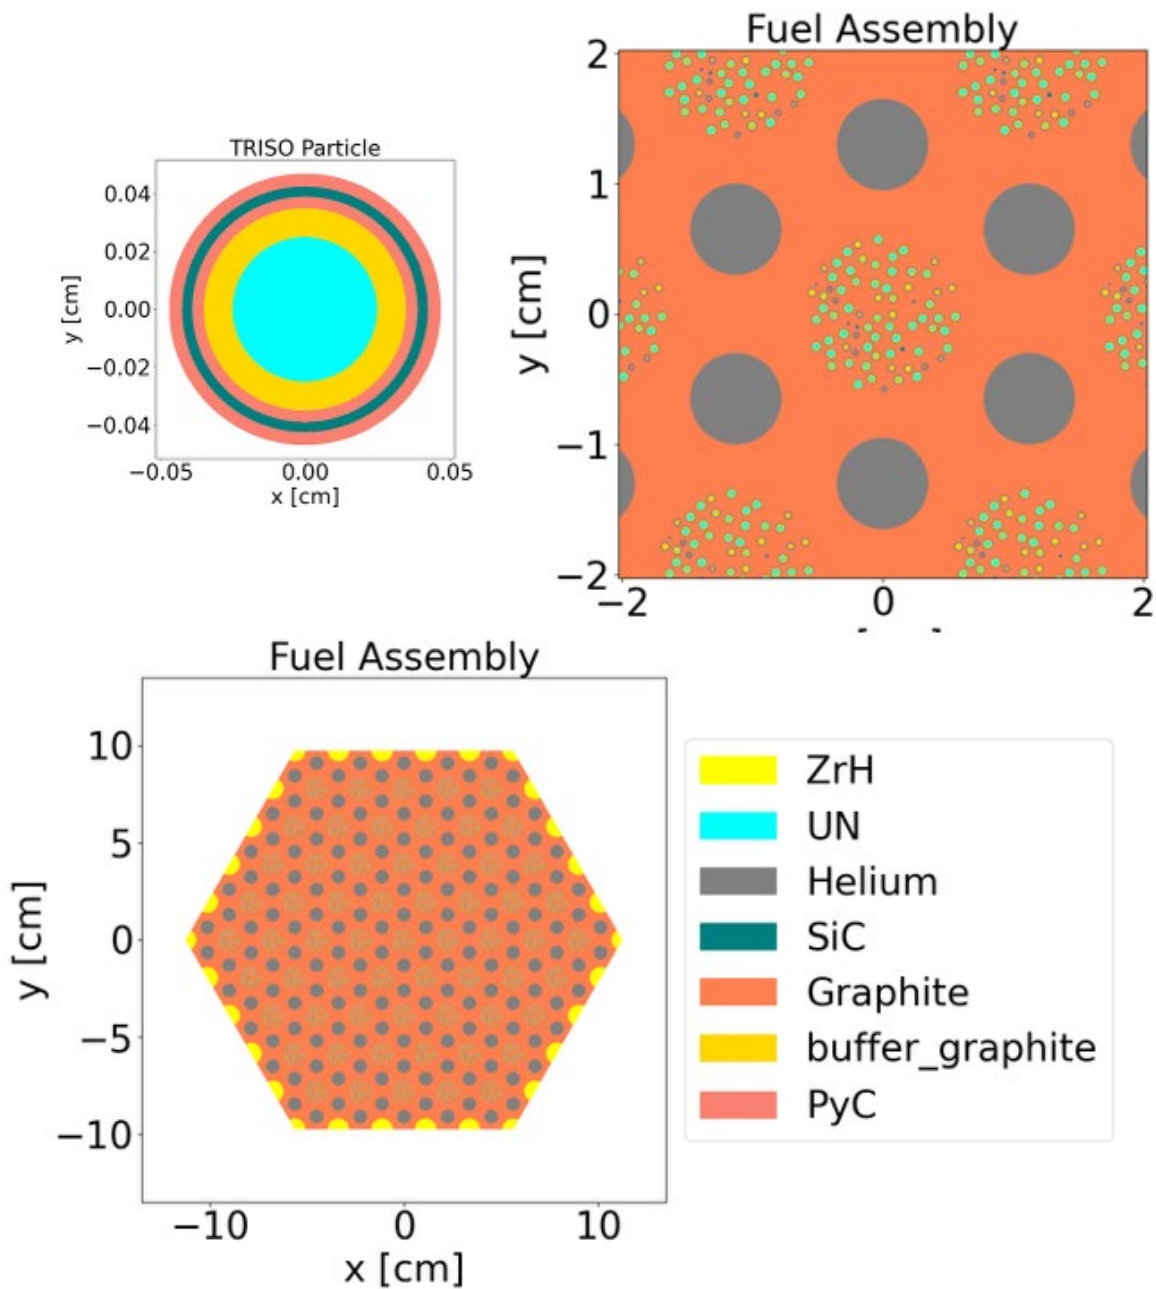 TRISO Particle
0.04
0.02
0.00
−0.02
−0.04
y [cm]
−0.05
0.00
0.05
x [cm]
Fuel Assembly
2
1
0
−1
−2
y [cm]
−2
0
2
Fuel Assembly
10
5
0
−5
−10
y [cm]
−10
0
10
x [cm]
ZrH
UN
Helium
SiC
Graphite
buffer_graphite
PyC